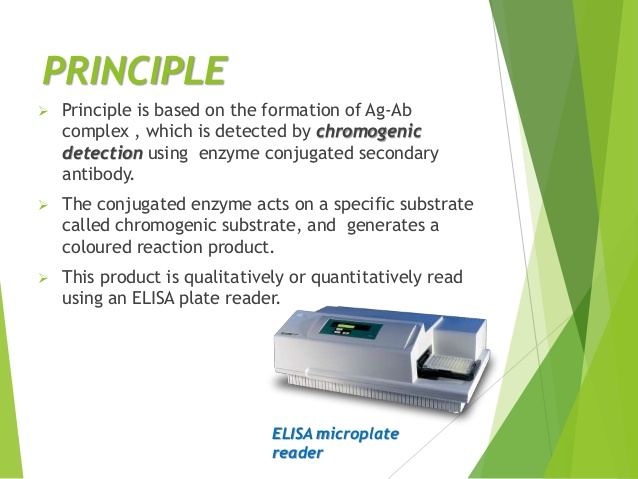 PRINCIPLE
Principle is based on the formation of Ag-Ab
complex , which is detected by chromogenic
detection using enzyme conjugated secondary
antibody.
The conjugated enzyme acts on a specific substrate
called chromogenic substrate, and generates a
coloured reaction product.
This product is qualitatively or quantitatively read
using an ELISA plate reader.
ELISA microplate
reader